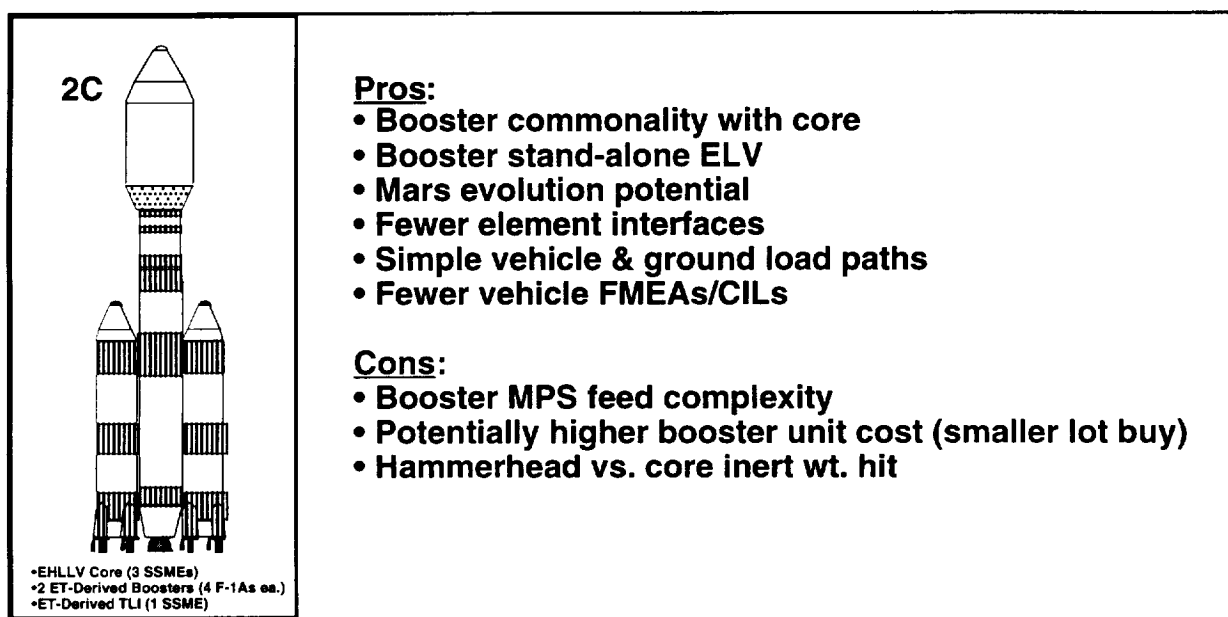 2C
•EHLLV Core (3 SSMEs)
•2 ET-Derived Boosters (4 F-1As ea.)
•ET-Derived TLI (1 SSME)
Pros:
• Booster commonality with core
• Booster stand-alone ELV
• Mars evolution potential
• Fewer element interfaces
• Simple vehicle & ground load paths
• Fewer vehicle FMEAs/CILs
Cons:
• Booster MPS feed complexity
• Potentially higher booster unit cost (smaller lot buy)
• Hammerhead vs. core inert wt. hit